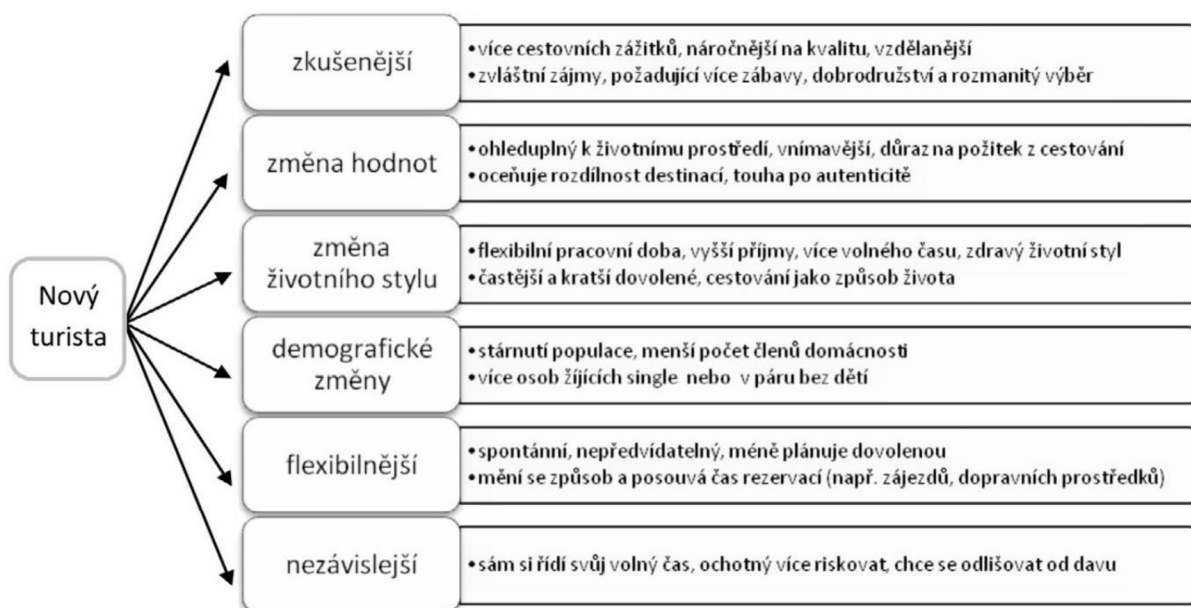 Nový
turista
zkušenější
• více cestovních zážitků, náročnější na kvalitu, vzdělanější
• zvláštní zájmy, požadující více zábavy, dobrodružství a rozmanitý výběr
změna hodnot
• ohleduplný k životnímu prostředí, vnímavější, důraz na požitek z cestování
• oceňuje rozdílnost destinací, touha po autenticitě
změna
životního stylu
• flexibilní pracovní doba, vyšší příjmy, více volného času, zdravý životní styl
• častější a kratší dovolené, cestování jako způsob života
demografické
změny
• stárnutí populace, menší počet členů domácnosti
• více osob žíjících single nebo v páru bez dětí
flexibilnější
• spontánní, nepředvídatelný, méně plánuje dovolenou
• mění se způsob a posouvá čas rezervací (např. zájezdů, dopravních prostředků)
nezávislejší
• sám si řídí svůj volný čas, ochotný více riskovat, chce se odlišovat od davu